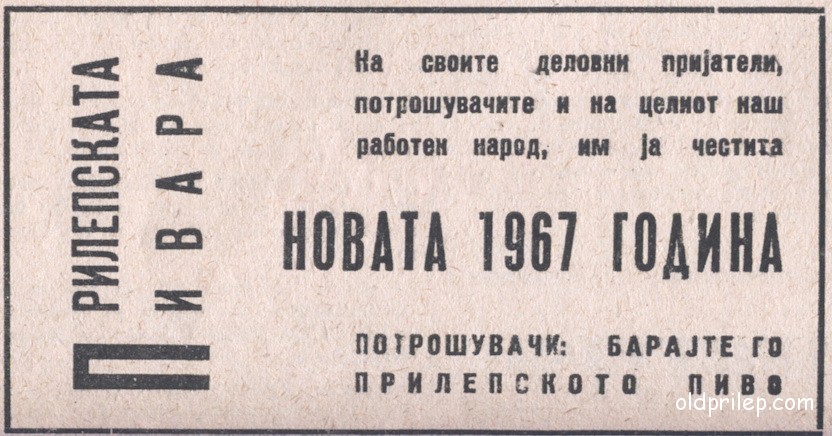 ПРИЛЕПСКАТА
ПИВАРА
На своите деловни пријатели,
потрошувачите и на целиот наш
работен народ, им ја честита
НОВАТА 1967 ГОДИНА
ПОТРОШУВАЧИ: БАРАЈТЕ ГО
ПРИЛЕПСКОТО ПИВО
oldprilep.com